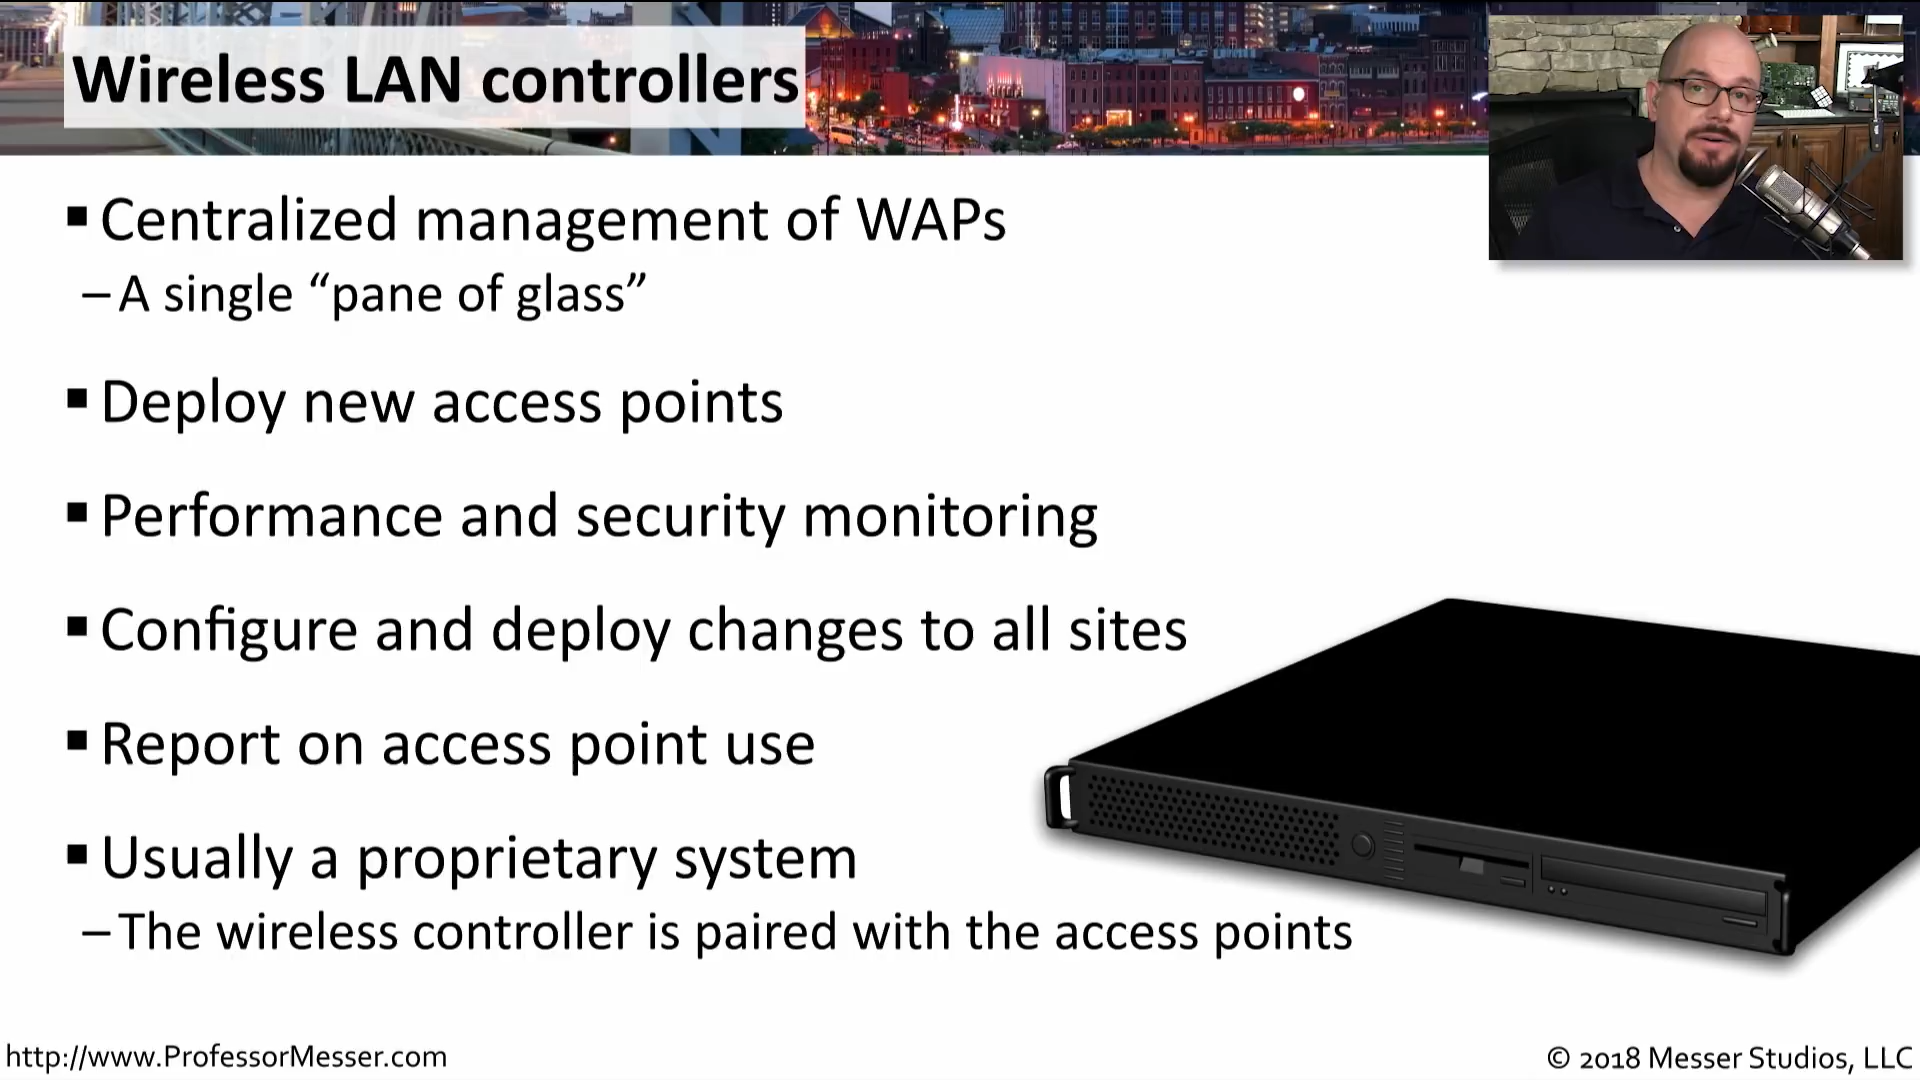 Wireless LAN controllers
▪ Centralized management of WAPs
– A single “pane of glass”
▪ Deploy new access points
▪ Performance and security monitoring
▪ Configure and deploy changes to all sites
▪ Report on access point use
▪ Usually a proprietary system
– The wireless controller is paired with the access points
http://www.ProfessorMesser.com
© 2018 Messer Studios, LLC